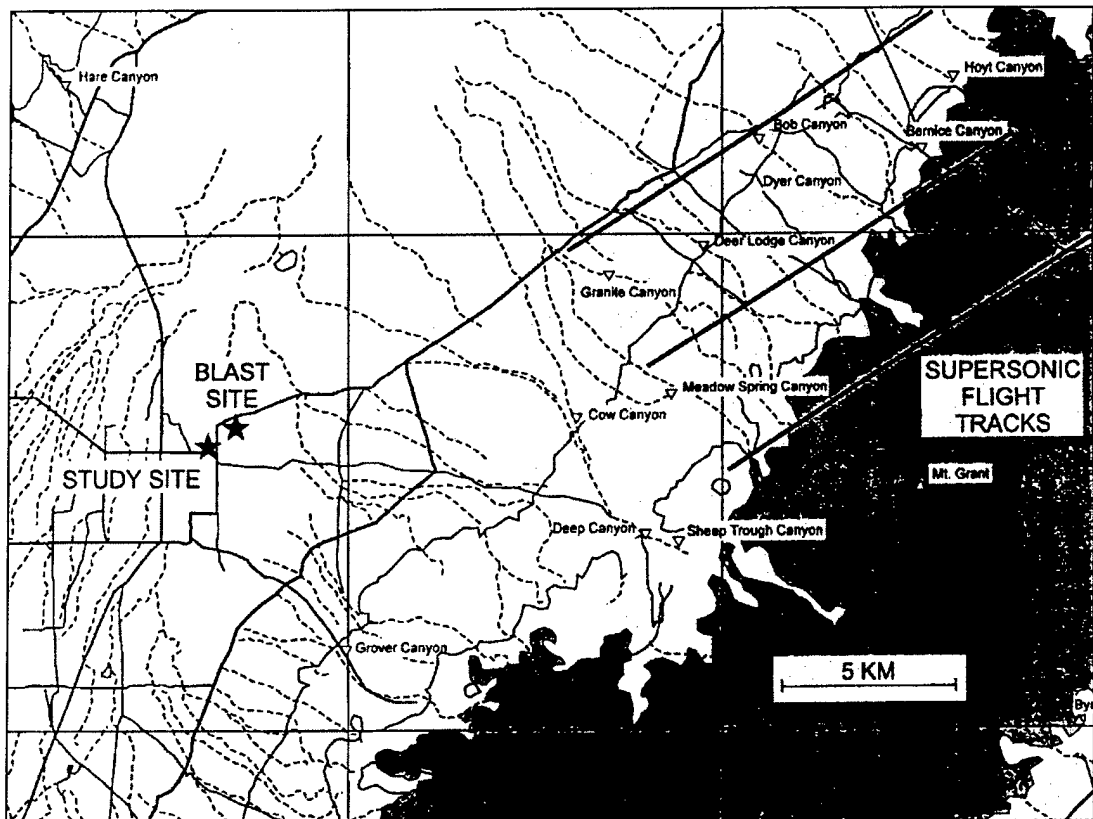 Hare Canyon
Hoyt Canyon
Bob Canyon
Bernice Canyon
Dyer Canyon
Deer Lodge Canyon
Granite Canyon
BLAST
SITE
SUPERSONIC
FLIGHT
TRACKS
Meadow Spring Canyon
Cow Canyon
STUDY SITE
Mt. Grant
Deep Canyon
Sheep Trough Canyon
Grover Canyon
5 KM